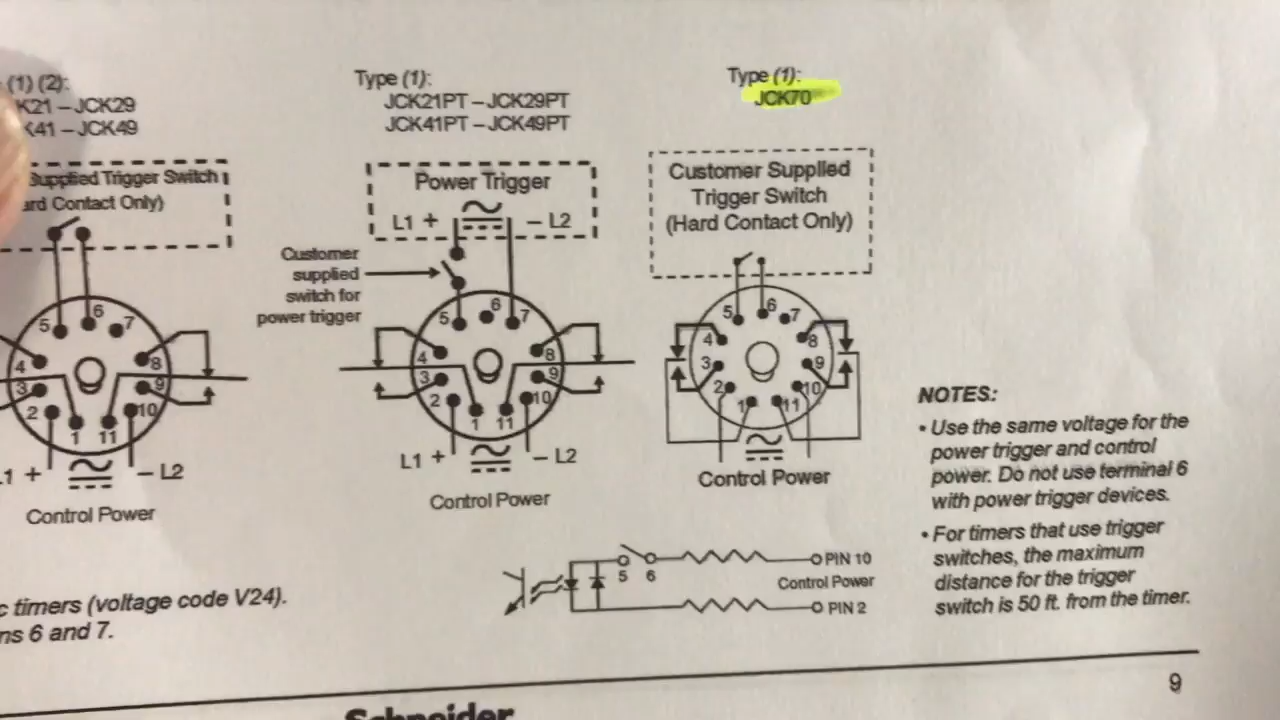 (1) (2):
K21 – JCK29
K41 – JCK49
Supplied Trigger Switch
ard Contact Only)
5
6
7
4
8
3
9
2
10
1
11
L1 +
– L2
Control Power
Type (1):
JCK21PT – JCK29PT
JCK41PT – JCK49PT
Power Trigger
L1 +
– L2
Customer
supplied
switch for
power trigger
5
6
7
4
8
3
9
2
10
1
11
L1 +
– L2
Control Power
Type (1):
JCK70
Customer Supplied
Trigger Switch
(Hard Contact Only)
5
6
7
4
8
3
9
2
10
1
11
Control Power
5
6
PIN 10
Control Power
PIN 2
NOTES:
• Use the same voltage for the
power trigger and control
power. Do not use terminal 6
with power trigger devices.
• For timers that use trigger
switches, the maximum
distance for the trigger
switch is 50 ft. from the timer.
c timers (voltage code V24).
ns 6 and 7.
9
Schneider